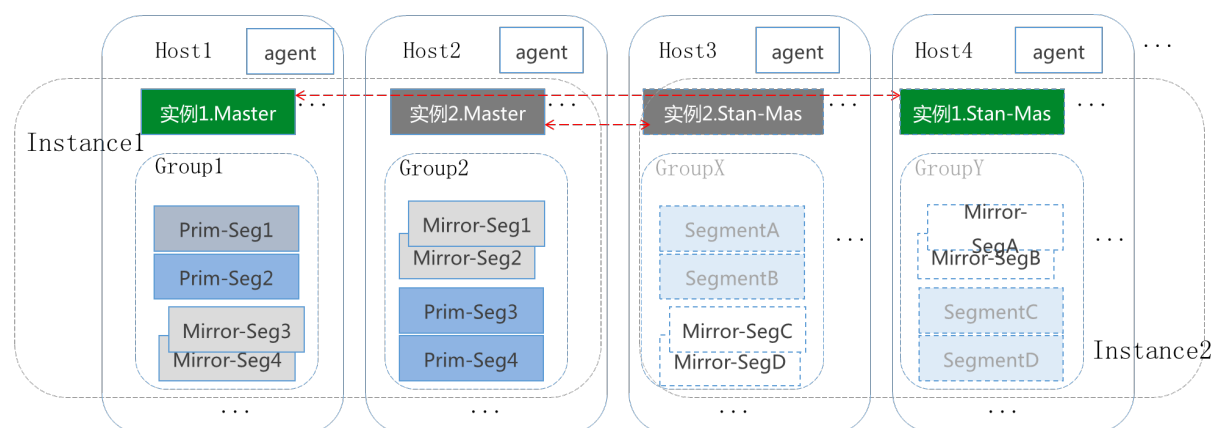 Host1
agent
Host2
agent
Host3
agent
Host4
agent
...
实例1.Master
...
实例2.Master
...
实例2.Stan-Mas
...
实例1.Stan-Mas
...
Instance1
Group1
Prim-Seg1
Prim-Seg2
Mirror-Seg3
Mirror-Seg4
...
Group2
Mirror-Seg1
Mirror-Seg2
Prim-Seg3
Prim-Seg4
...
GroupX
SegmentA
SegmentB
Mirror-SegC
Mirror-SegD
...
...
GroupY
Mirror-
SegA
Mirror-SegB
SegmentC
SegmentD
...
...
Instance2